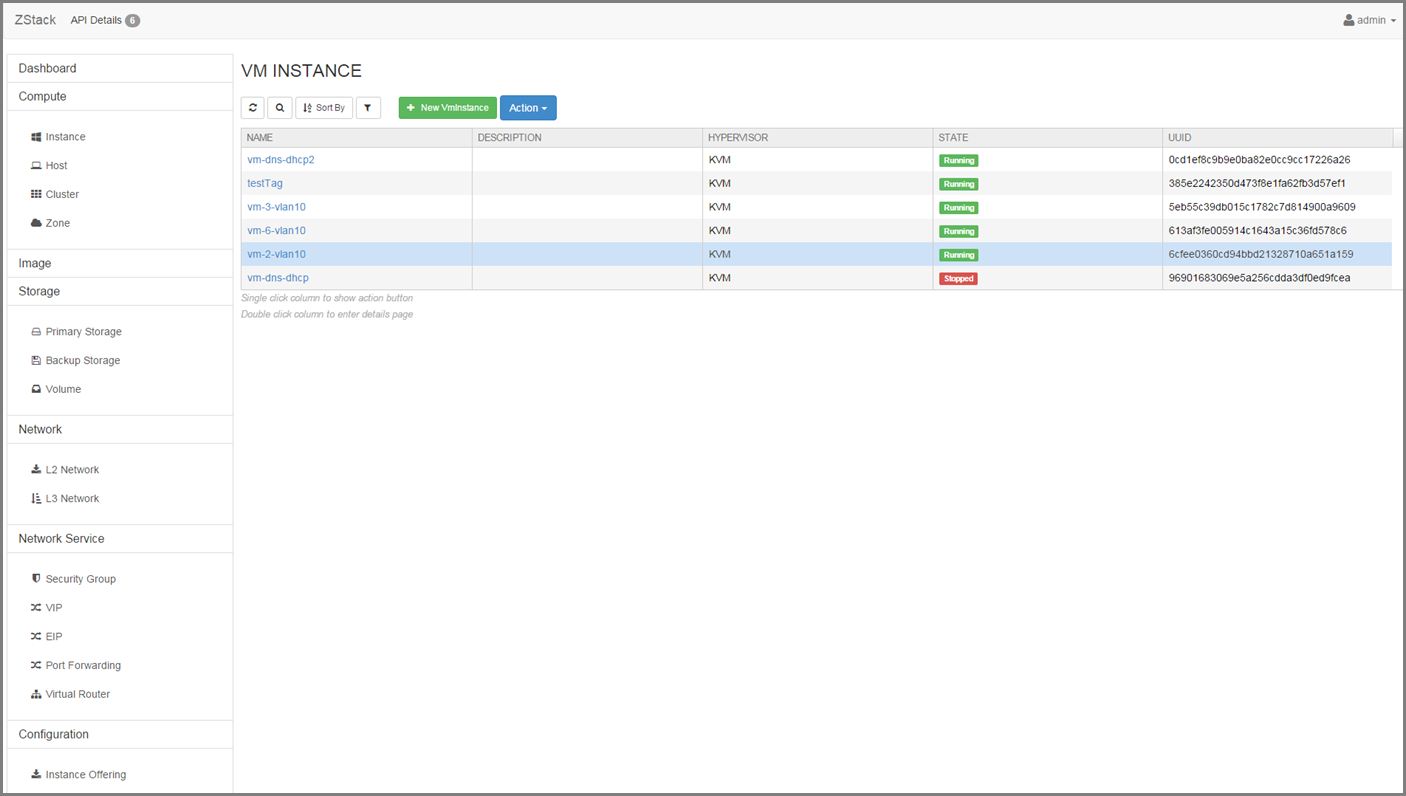 ZStack API Details 6 admin
Dashboard
Compute
Instance
Host
Cluster
Zone
Image
Storage
Primary Storage
Backup Storage
Volume
Network
L2 Network
L3 Network
Network Service
Security Group
VIP
EIP
Port Forwarding
Virtual Router
Configuration
Instance Offering
VM INSTANCE
Sort By New VmInstance Action
NAME DESCRIPTION HYPERVISOR STATE UUID
vm-dns-dhcp2 KVM Running 0cd1ef8c9b9e0ba82e0cc9cc17226a26
testTag KVM Running 385e2242350d473f8e1fa62fb3d57ef1
vm-3-vlan10 KVM Running 5eb55c39db015c1782c7d814900a9609
vm-6-vlan10 KVM Running 613af3fe005914c1643a15c36fd578c6
vm-2-vlan10 KVM Running 6cfee0360cd94bbd21328710a651a159
vm-dns-dhcp KVM Stopped 96901683069e5a256cdda3df0ed9fcea
Single click column to show action button
Double click column to enter details page